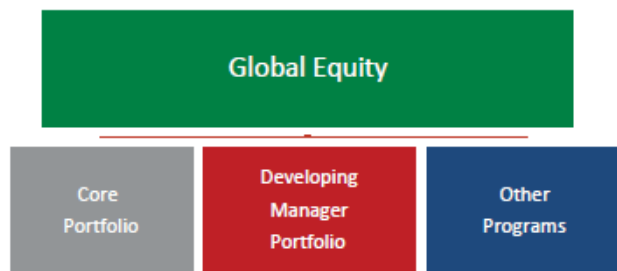 Global Equity
Core
Portfolio
Developing
Manager
Portfolio
Other
Programs